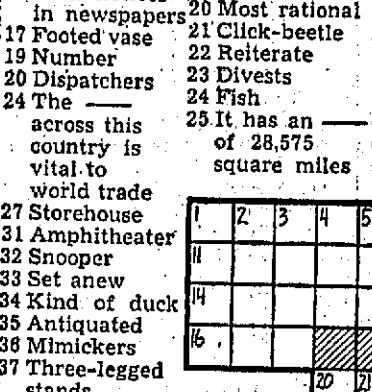 in newspapers
17 Footed vase
19 Number
20 Dispatchers
24 The —
across this
country is
vital to
world trade
27 Storehouse
31 Amphitheater
32 Snooper
33 Set anew
34 Kind of duck
35 Antiquated
36 Mimickers
37 Three-legged
stands
20 Most rational
21 Click-beetle
22 Reiterate
23 Divests
24 Fish
25 It has an —
of 28,575
square miles
1 2 3 4 5
11
14
16
20 21